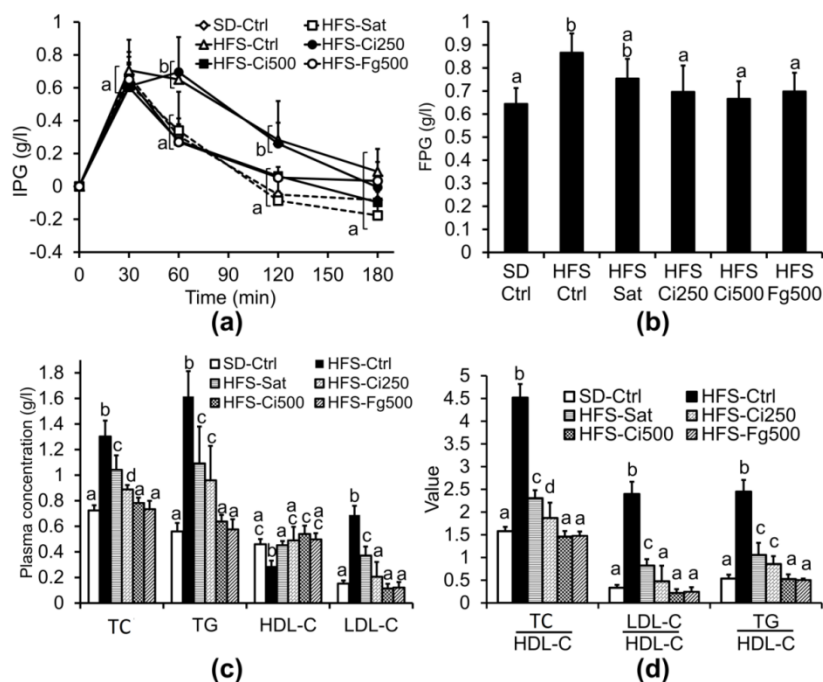 SD-Ctrl HFS-Sat
HFS-Ctrl HFS-Ci250
HFS-Ci500 HFS-Fg500
1
0.8
0.6
0.4
0.2
0
-0.2
-0.4
IPG (g/l)
a
b
a
b
a
a
0 30 60 90 120 150 180
Time (min)
(a)
1
0.9
0.8
0.7
0.6
0.5
0.4
0.3
0.2
0.1
0
FPG (g/l)
a
b
a
b
a
a
a
SD HFS HFS HFS HFS HFS
Ctrl Ctrl Sat Ci250 Ci500 Fg500
(b)
SD-Ctrl HFS-Ctrl
HFS-Sat HFS-Ci250
HFS-Ci500 HFS-Fg500
1.8
1.6
1.4
1.2
1
0.8
0.6
0.4
0.2
0
Plasma concentration (g/l)
a b c d a a
a b c c a a
a
c
b
a
a
c
a
c
a
c
a b c a a a
TC TG HDL-C LDL-C
(c)
SD-Ctrl HFS-Ctrl
HFS-Sat HFS-Ci250
HFS-Ci500 HFS-Fg500
5
4.5
4
3.5
3
2.5
2
1.5
1
0.5
0
Value
a b c d a a
a b c a a a
a b c c a a
TC LDL-C TG
HDL-C HDL-C HDL-C
(d)